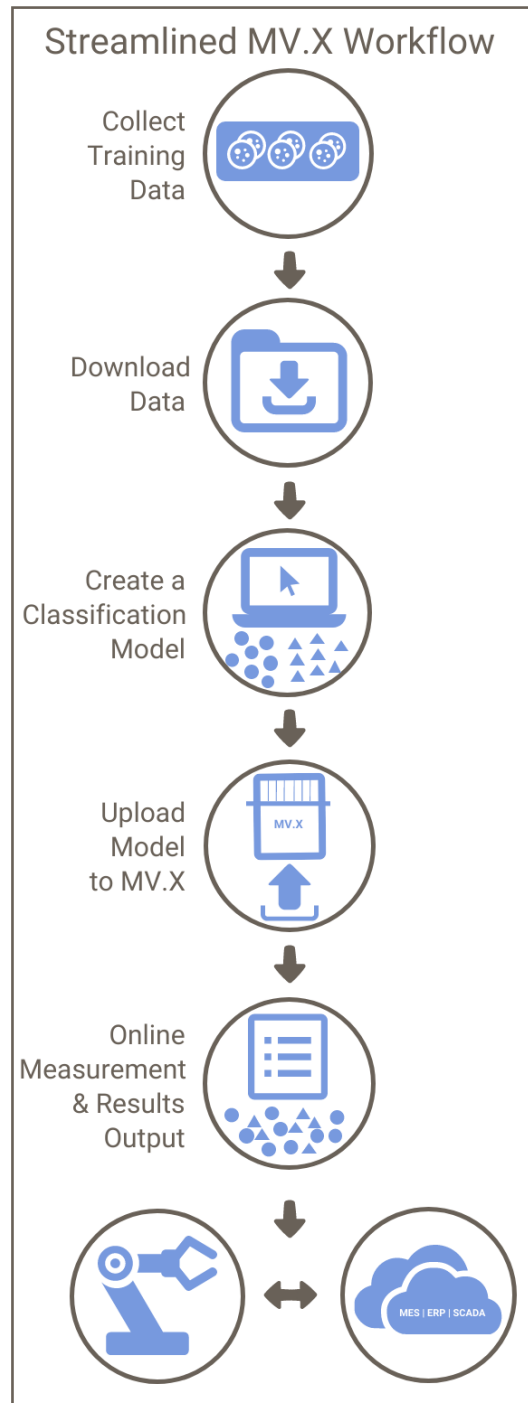 Streamlined MV.X Workflow
Collect
Training
Data
Download
Data
Create a
Classification
Model
Upload
Model
to MV.X
MV.X
Online
Measurement
& Results
Output
MES | ERP | SCADA